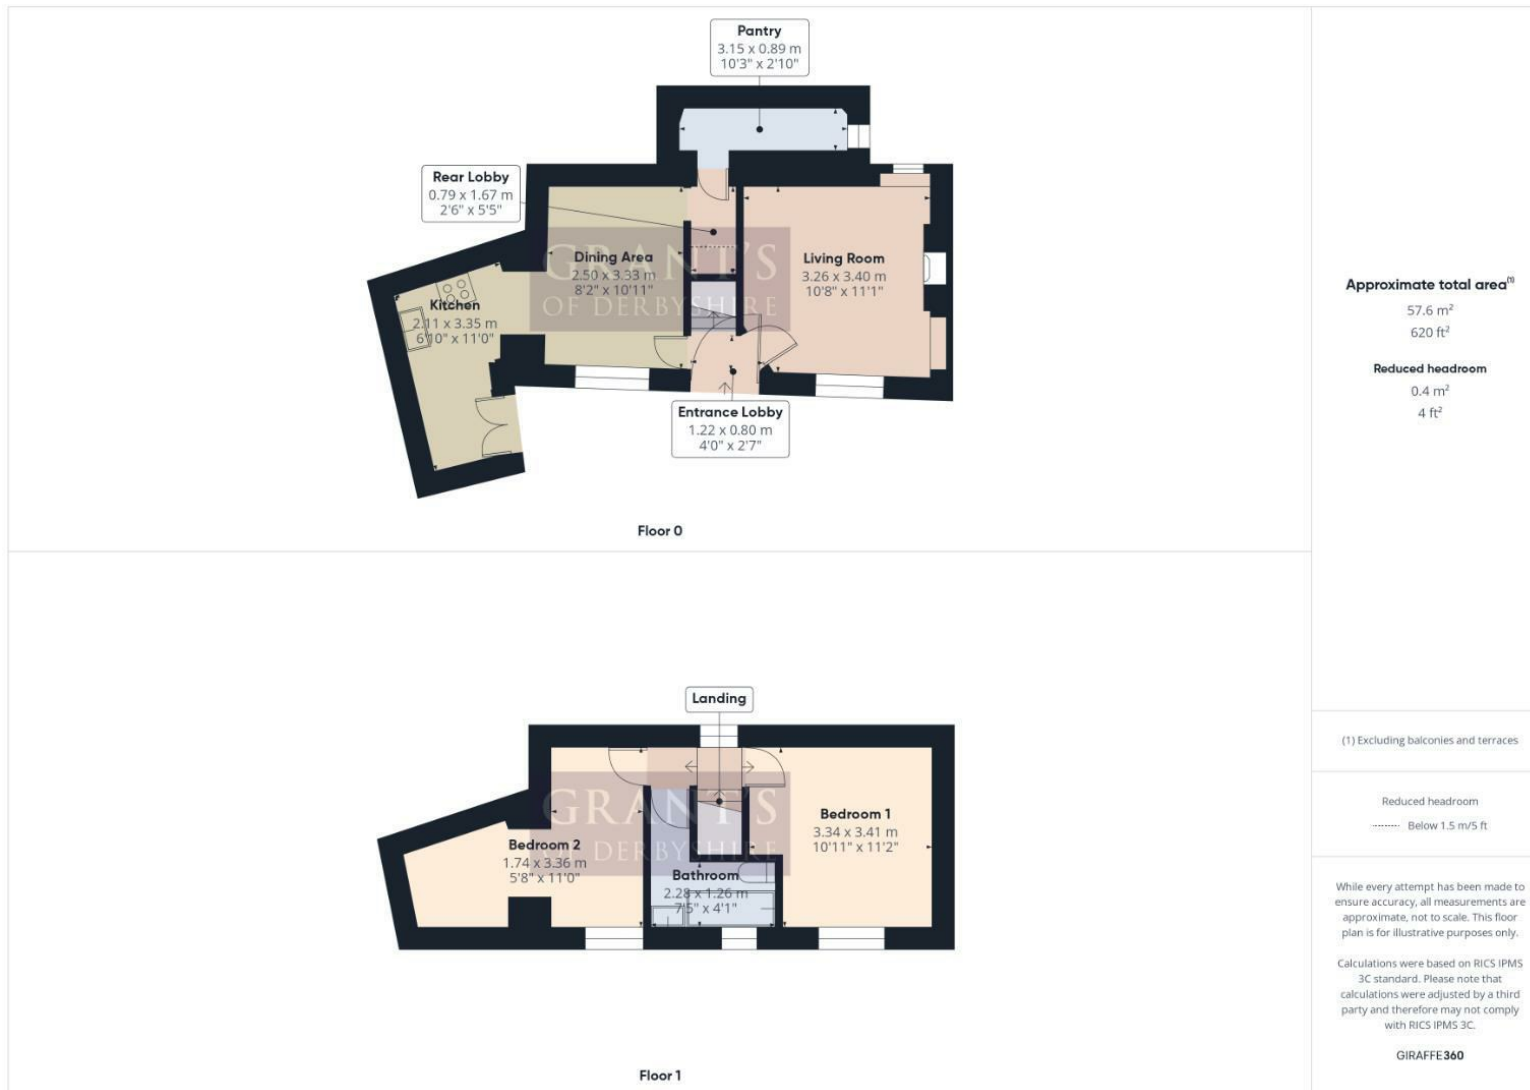 Pantry
3.15 x 0.89 m
10'3" x 2'10"
Rear Lobby
0.79 x 1.67 m
2'6" x 5'5"
Dining Area
2.50 x 3.33 m
8'2" x 10'11"
Living Room
3.26 x 3.40 m
10'8" x 11'1"
Kitchen
2.11 x 3.35 m
6'10" x 11'0"
GRANT'S
OF DERBYSHIRE
Entrance Lobby
1.22 x 0.80 m
4'0" x 2'7"
Floor 0
Landing
Bedroom 1
3.34 x 3.41 m
10'11" x 11'2"
Bedroom 2
1.74 x 3.36 m
5'8" x 11'0"
Bathroom
2.28 x 1.26 m
7'5" x 4'1"
GRANT'S
OF DERBYSHIRE
Floor 1
Approximate total area⁽¹⁾
57.6 m²
620 ft²
Reduced headroom
0.4 m²
4 ft²
(1) Excluding balconies and terraces
Reduced headroom
Below 1.5 m/5 ft
While every attempt has been made to
ensure accuracy, all measurements are
approximate, not to scale. This floor
plan is for illustrative purposes only.
Calculations were based on RICS IPMS
3C standard. Please note that
calculations were adjusted by a third
party and therefore may not comply
with RICS IPMS 3C.
GIRAFFE360